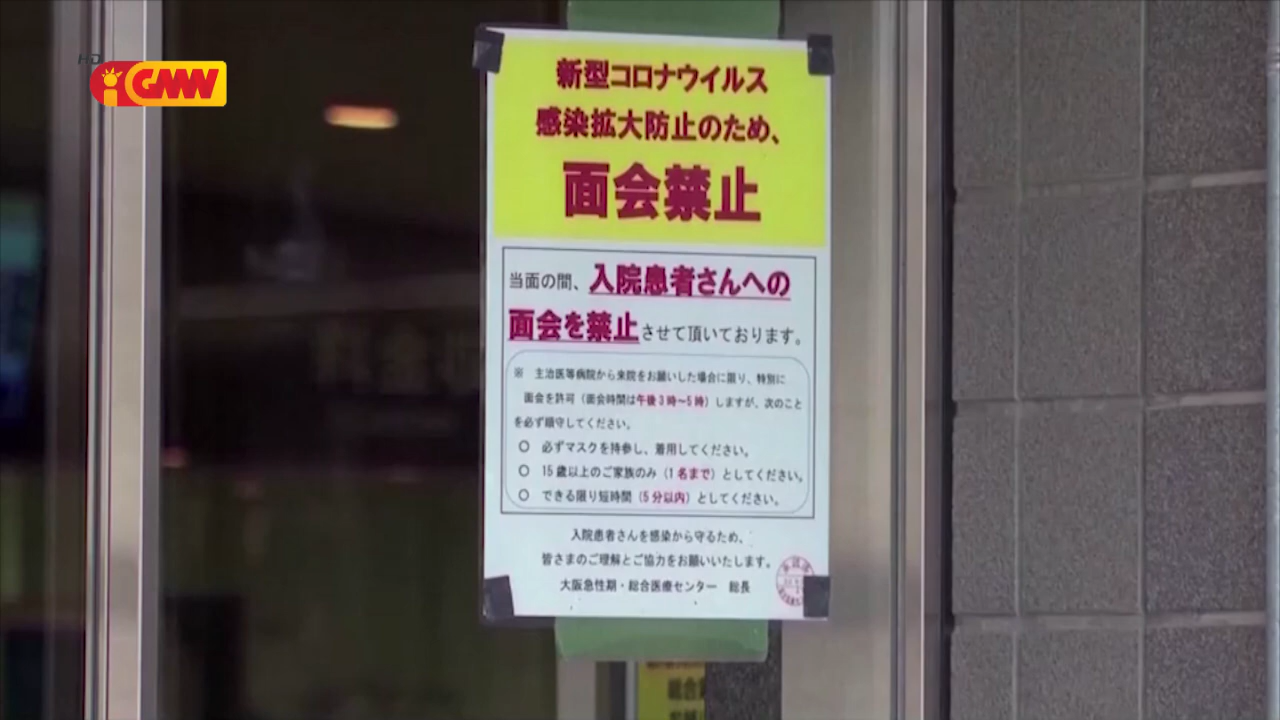 HD
iGMW
新型コロナウイルス
感染拡大防止のため、
面会禁止
当面の間、入院患者さんへの
面会を禁止させて頂いております。
※ 主治医等病院から来院をお願いした場合に限り、特別に
面会を許可（面会時間は午後3時～5時）しますが、次のこと
を必ず順守してください。
○ 必ずマスクを持参し、着用してください。
○ 15歳以上のご家族のみ（1名まで）としてください。
○ できる限り短時間（5分以内）としてください。
入院患者さんを感染から守るため、
皆さまのご理解とご協力をお願いいたします。
大阪急性期・総合医療センター 総長
総合